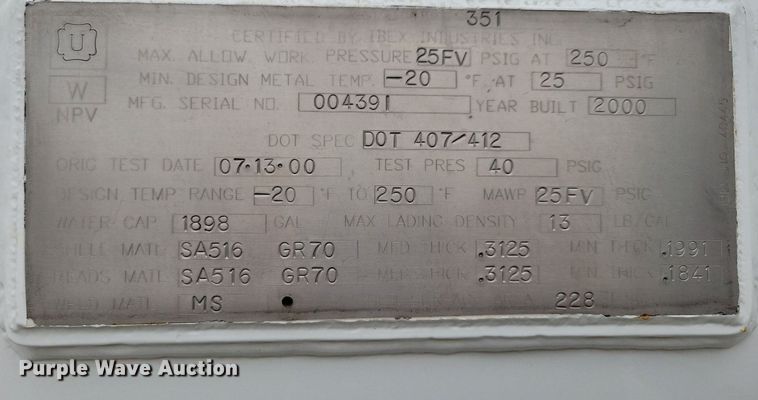 351
U CERTIFIED BY IBEX INDUSTRIES INC.
MAX. ALLOW. WORK. PRESSURE 25FV PSIG AT 250 °F
W MIN. DESIGN METAL TEMP. -20 °F AT 25 PSIG
NPV MFG. SERIAL NO. 004391 YEAR BUILT 2000
DOT SPEC DOT 407/412
ORIG TEST DATE 07·13·00 TEST PRES 40 PSIG
DESIGN TEMP RANGE -20 °F TO 250 °F MAWP 25FV PSIG
WATER CAP 1898 GAL MAX LADING DENSITY 13 LB/GAL
SHELL MATL SA516 GR70 MFD THICK .3125 MIN THICK .1991
HEADS MATL SA516 GR70 MFD THICK .3125 MIN THICK .1841
WELD MATL MS 228
Purple Wave Auction